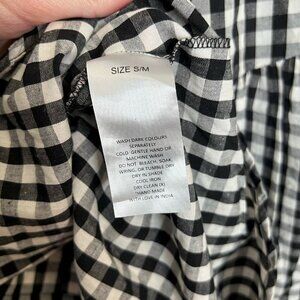 SIZE S/M
WASH DARK COLOURS
SEPARATELY
COLD GENTLE HAND OR
MACHINE WASH
DO NOT BLEACH, SOAK,
WRING, OR TUMBLE DRY
DRY IN SHADE
COOL IRON
DRY CLEAN (A)
HAND MADE
WITH LOVE IN INDIA